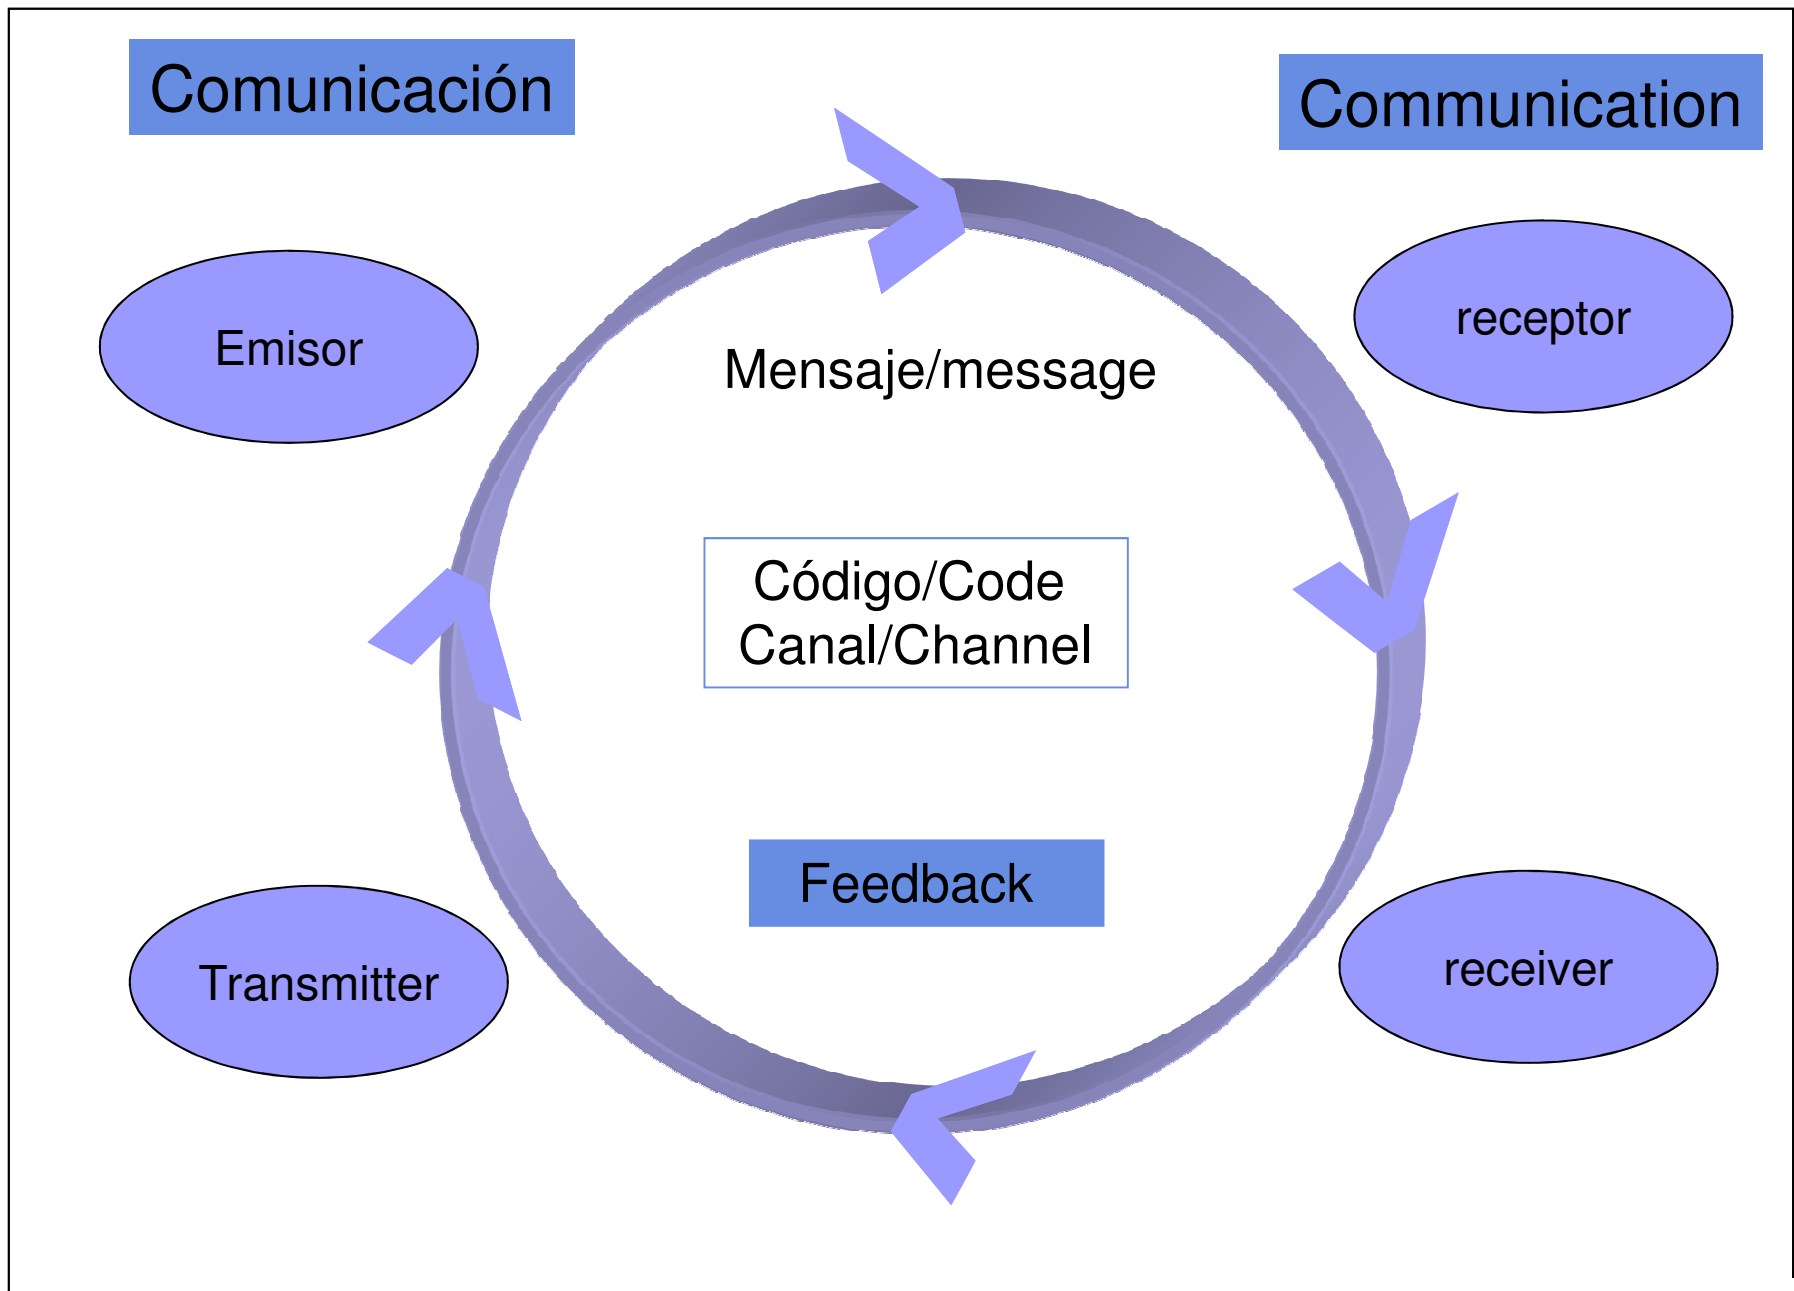 Comunicación
Communication
Emisor
receptor
Mensaje/message
Código/Code
Canal/Channel
Feedback
Transmitter
receiver